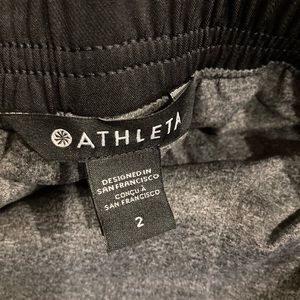 ATHLETA
DESIGNED IN
SAN FRANCISCO
CONÇU À
SAN FRANCISCO
2